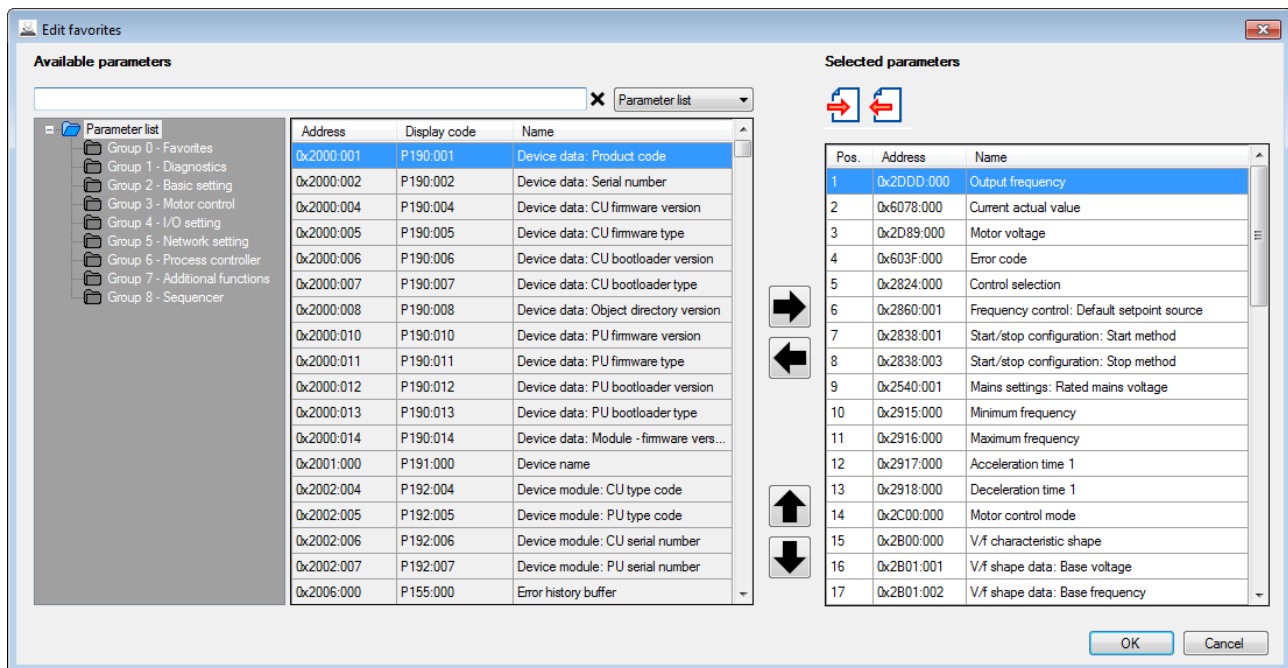 Edit favorites
Available parameters
Parameter list
Parameter list
Group 0 - Favorites
Group 1 - Diagnostics
Group 2 - Basic setting
Group 3 - Motor control
Group 4 - I/O setting
Group 5 - Network setting
Group 6 - Process controller
Group 7 - Additional functions
Group 8 - Sequencer
Address Display code Name
0x2000:001 P190:001 Device data: Product code
0x2000:002 P190:002 Device data: Serial number
0x2000:004 P190:004 Device data: CU firmware version
0x2000:005 P190:005 Device data: CU firmware type
0x2000:006 P190:006 Device data: CU bootloader version
0x2000:007 P190:007 Device data: CU bootloader type
0x2000:008 P190:008 Device data: Object directory version
0x2000:010 P190:010 Device data: PU firmware version
0x2000:011 P190:011 Device data: PU firmware type
0x2000:012 P190:012 Device data: PU bootloader version
0x2000:013 P190:013 Device data: PU bootloader type
0x2000:014 P190:014 Device data: Module - firmware vers...
0x2001:000 P191:000 Device name
0x2002:004 P192:004 Device module: CU type code
0x2002:005 P192:005 Device module: PU type code
0x2002:006 P192:006 Device module: CU serial number
0x2002:007 P192:007 Device module: PU serial number
0x2006:000 P155:000 Error history buffer
Selected parameters
Pos. Address Name
1 0x2DDD:000 Output frequency
2 0x6078:000 Current actual value
3 0x2D89:000 Motor voltage
4 0x603F:000 Error code
5 0x2824:000 Control selection
6 0x2860:001 Frequency control: Default setpoint source
7 0x2838:001 Start/stop configuration: Start method
8 0x2838:003 Start/stop configuration: Stop method
9 0x2540:001 Mains settings: Rated mains voltage
10 0x2915:000 Minimum frequency
11 0x2916:000 Maximum frequency
12 0x2917:000 Acceleration time 1
13 0x2918:000 Deceleration time 1
14 0x2C00:000 Motor control mode
15 0x2B00:000 V/f characteristic shape
16 0x2B01:001 V/f shape data: Base voltage
17 0x2B01:002 V/f shape data: Base frequency
OK Cancel